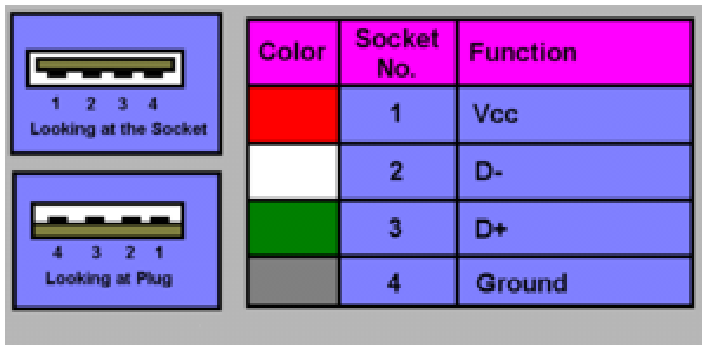 1 2 3 4
Looking at the Socket
4 3 2 1
Looking at Plug
Color Socket No. Function
1 Vcc
2 D-
3 D+
4 Ground